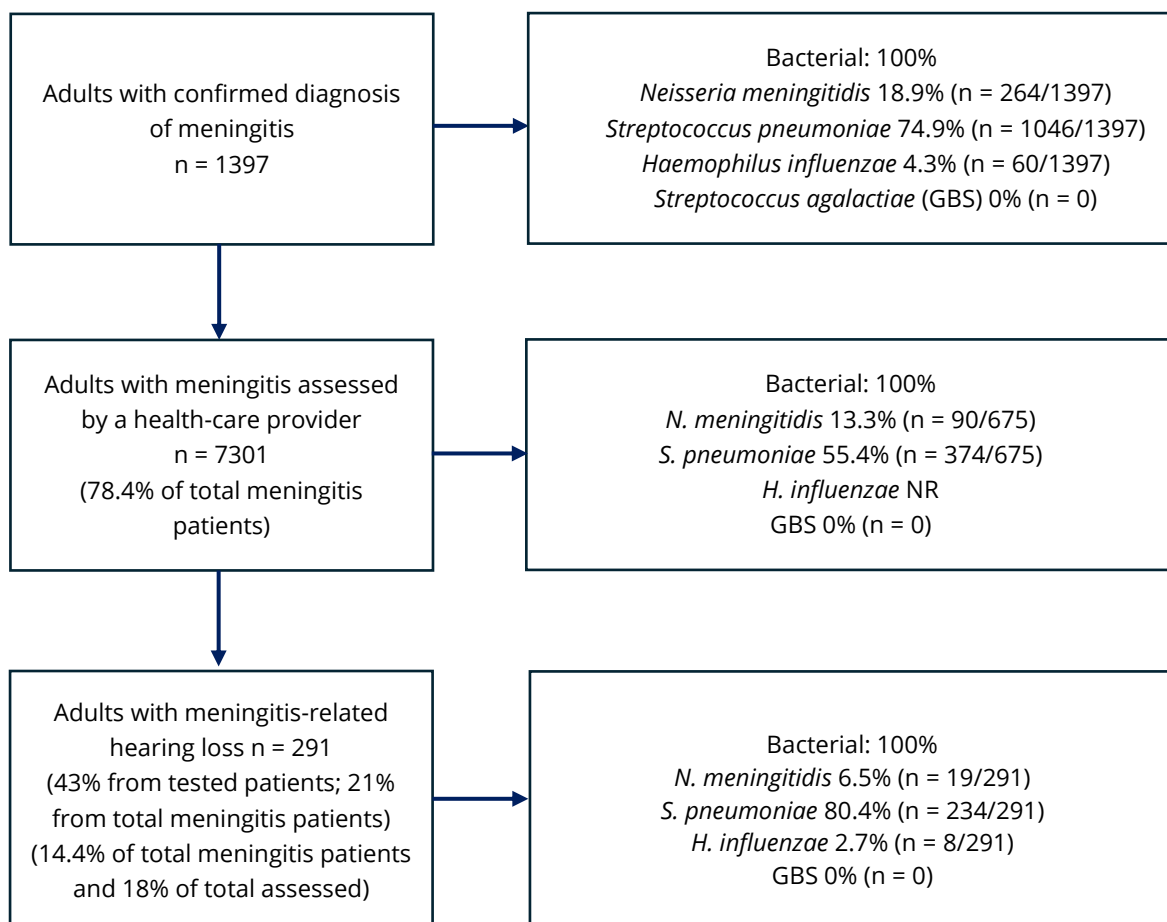 Adults with confirmed diagnosis
of meningitis
n = 1397
Bacterial: 100%
Neisseria meningitidis 18.9% (n = 264/1397)
Streptococcus pneumoniae 74.9% (n = 1046/1397)
Haemophilus influenzae 4.3% (n = 60/1397)
Streptococcus agalactiae (GBS) 0% (n = 0)
Adults with meningitis assessed
by a health-care provider
n = 7301
(78.4% of total meningitis
patients)
Bacterial: 100%
N. meningitidis 13.3% (n = 90/675)
S. pneumoniae 55.4% (n = 374/675)
H. influenzae NR
GBS 0% (n = 0)
Adults with meningitis-related
hearing loss n = 291
(43% from tested patients; 21%
from total meningitis patients)
(14.4% of total meningitis patients
and 18% of total assessed)
Bacterial: 100%
N. meningitidis 6.5% (n = 19/291)
S. pneumoniae 80.4% (n = 234/291)
H. influenzae 2.7% (n = 8/291)
GBS 0% (n = 0)